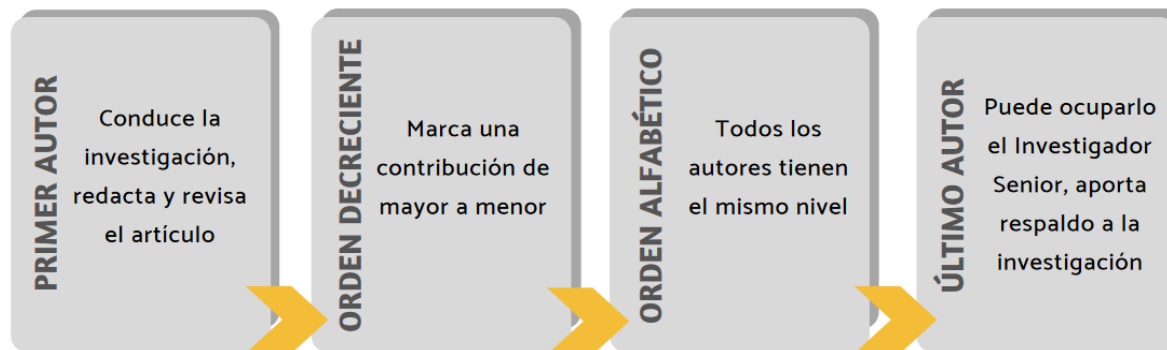 PRIMER AUTOR
Conduce la
investigación,
redacta y revisa
el artículo
ORDEN DECRECIENTE
Marca una
contribución de
mayor a menor
ORDEN ALFABÉTICO
Todos los
autores tienen
el mismo nivel
ÚLTIMO AUTOR
Puede ocuparlo
el Investigador
Senior, aporta
respaldo a la
investigación